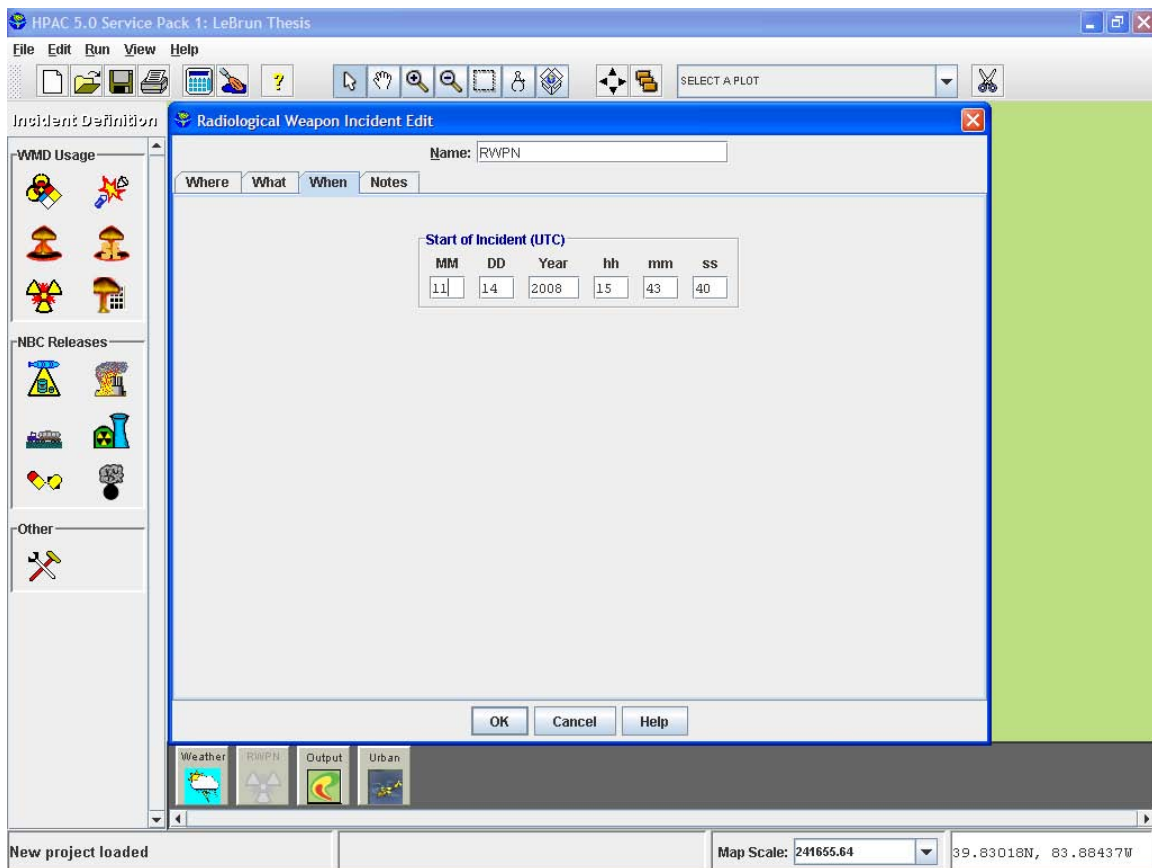 HPAC 5.0 Service Pack 1: LeBrun Thesis
File Edit Run View Help
SELECT A PLOT
Incident Definition
WMD Usage
NBC Releases
Other
Radiological Weapon Incident Edit
Name: RWPN
Where What When Notes
Start of Incident (UTC)
MM DD Year hh mm ss
11 14 2008 15 43 40
OK Cancel Help
Weather RWPN Output Urban
New project loaded
Map Scale: 241655.64
39.83018N, 83.88437W